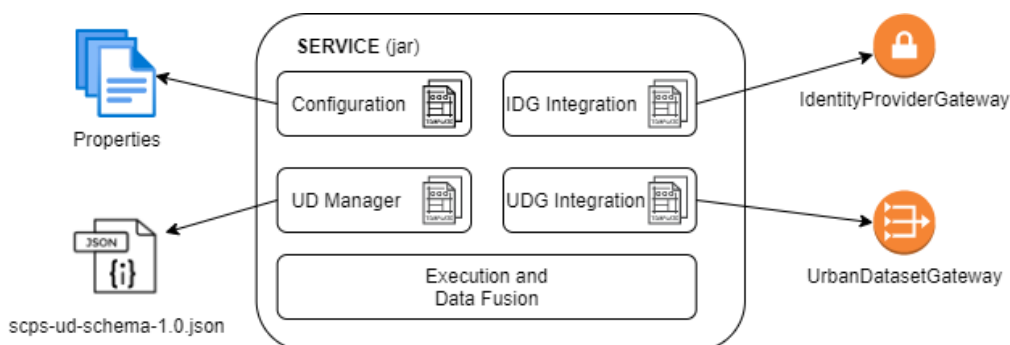 SERVICE (jar)
Configuration
IDG Integration
IdentityProviderGateway
Properties
UD Manager
UDG Integration
JSON
{i}
UrbanDatasetGateway
Execution and
Data Fusion
scps-ud-schema-1.0.json